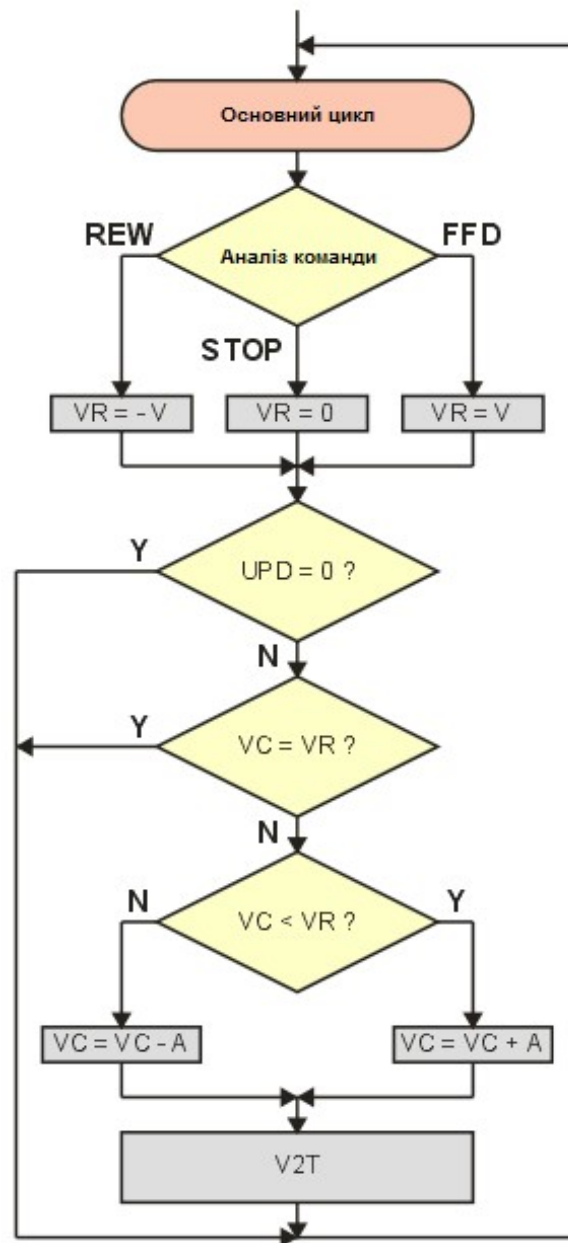 Основний цикл
REW
FFD
Аналіз команди
STOP
VR = - V
VR = 0
VR = V
Y
UPD = 0 ?
N
Y
VC = VR ?
N
N
Y
VC < VR ?
VC = VC - A
VC = VC + A
V2T